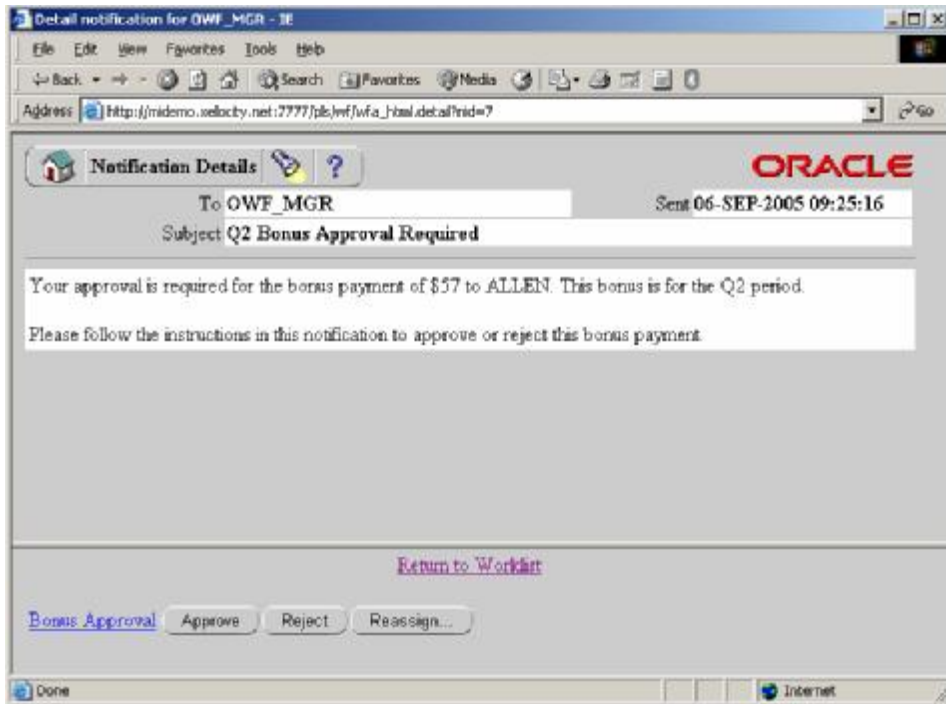 Detail notification for OWF_MGR - IE
File Edit View Favorites Tools Help
Back Search Favorites Media
Address http://midemo.xelocity.net:7777/pls/wf/wfa_html.detail?nid=7 Go
Notification Details ? ORACLE
To OWF_MGR Sent 06-SEP-2005 09:25:16
Subject Q2 Bonus Approval Required
Your approval is required for the bonus payment of $57 to ALLEN. This bonus is for the Q2 period.
Please follow the instructions in this notification to approve or reject this bonus payment.
Return to Worklist
Bonus Approval Approve Reject Reassign...
Done Internet